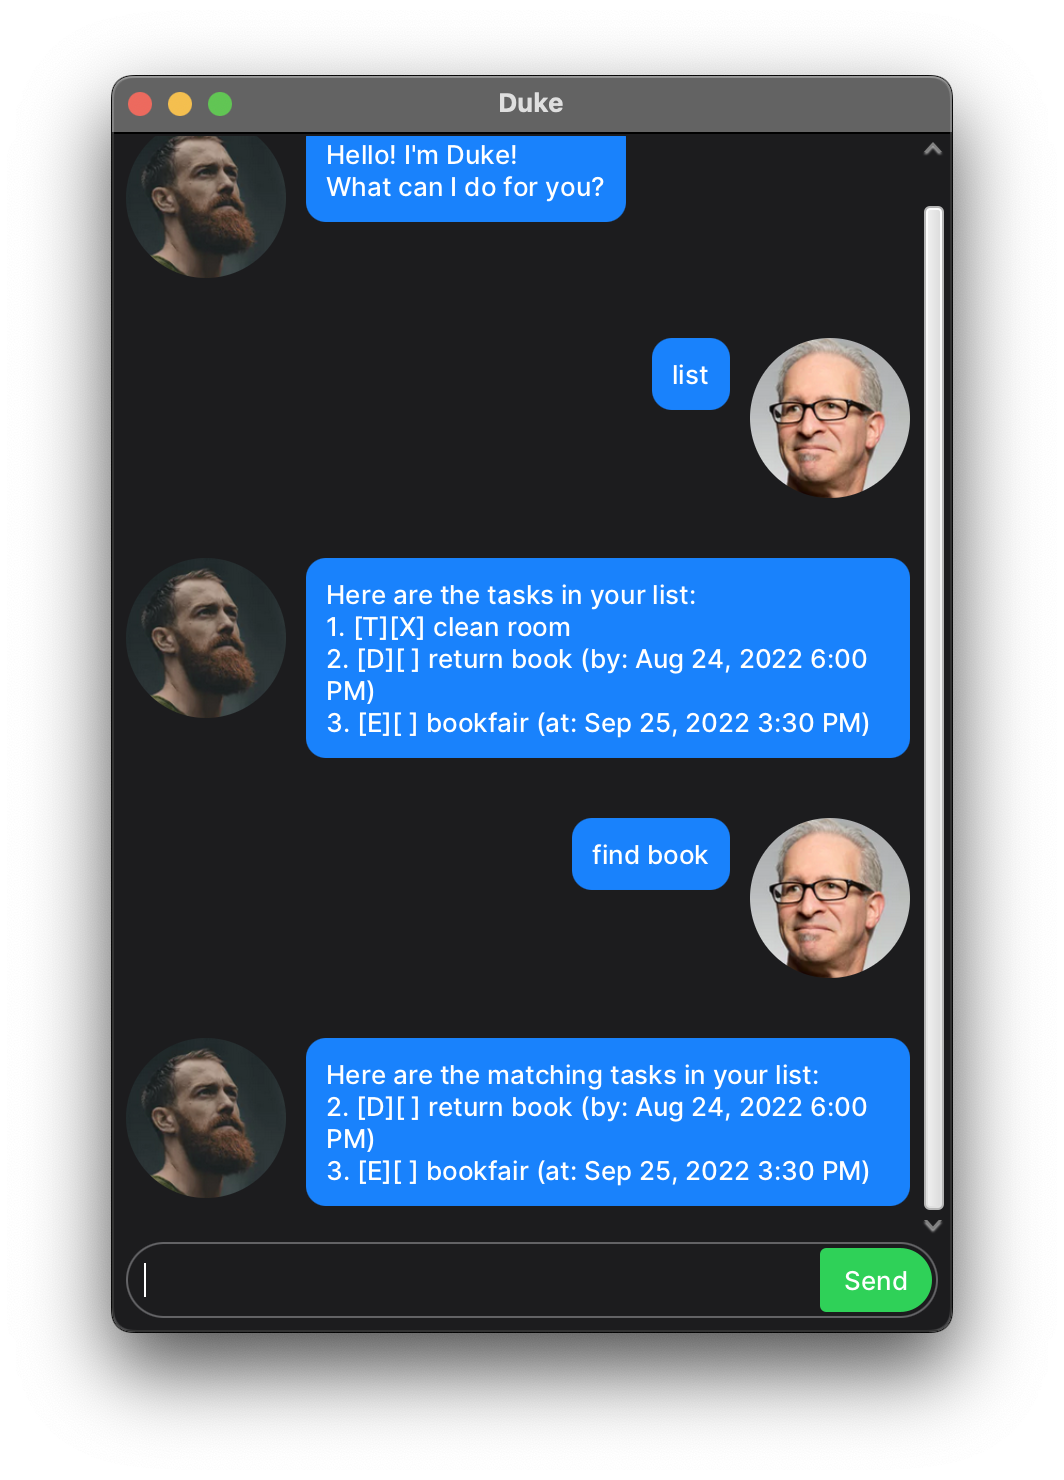 Duke
Hello! I'm Duke!
What can I do for you?
list
Here are the tasks in your list:
1. [T][X] clean room
2. [D][ ] return book (by: Aug 24, 2022 6:00
PM)
3. [E][ ] bookfair (at: Sep 25, 2022 3:30 PM)
find book
Here are the matching tasks in your list:
2. [D][ ] return book (by: Aug 24, 2022 6:00
PM)
3. [E][ ] bookfair (at: Sep 25, 2022 3:30 PM)
Send